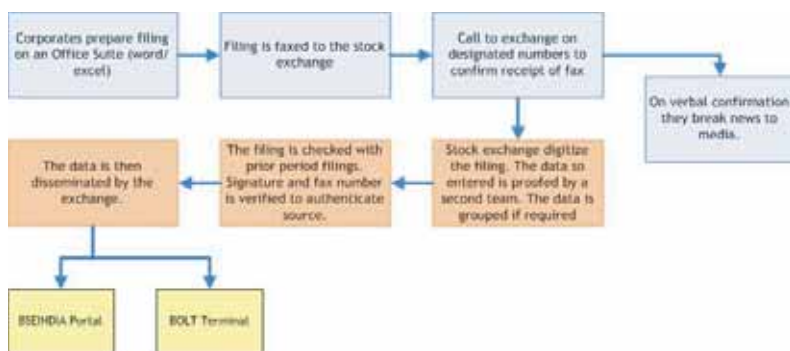 Corporates prepare filing
on an Office Suite (word/
excel)
Filing is faxed to the stock
exchange
Call to exchange on
designated numbers to
confirm receipt of fax
On verbal confirmation
they break news to
media.
Stock exchange digitize
the filing. The data so
entered is proofed by a
second team. The data is
grouped if required
The filing is checked with
prior period filings.
Signature and fax number
is verified to authenticate
source.
The data is then
disseminated by the
exchange.
BSEINDIA Portal
BOLT Terminal